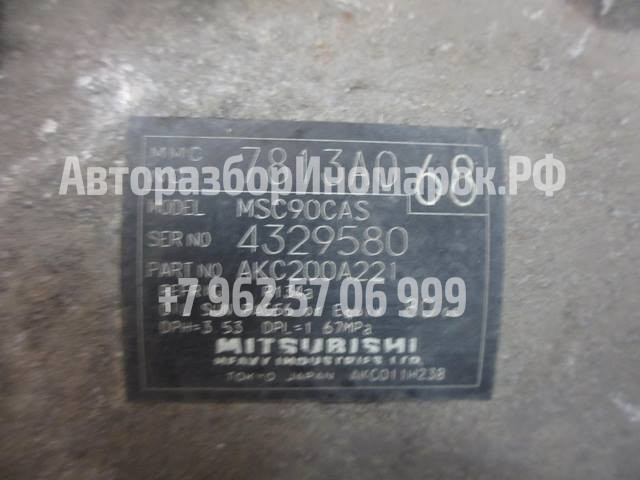 MMC 7813A068
АвторазборИномарок.РФ
MODEL MSC90CAS
SER NO 4329580
PART NO AKC200A221
+7 962 57 06 999
DPH=3 53 DPL=1 67MPa
MITSUBISHI
HEAVY INDUSTRIES, LTD.
TOKYO JAPAN AKC011H238